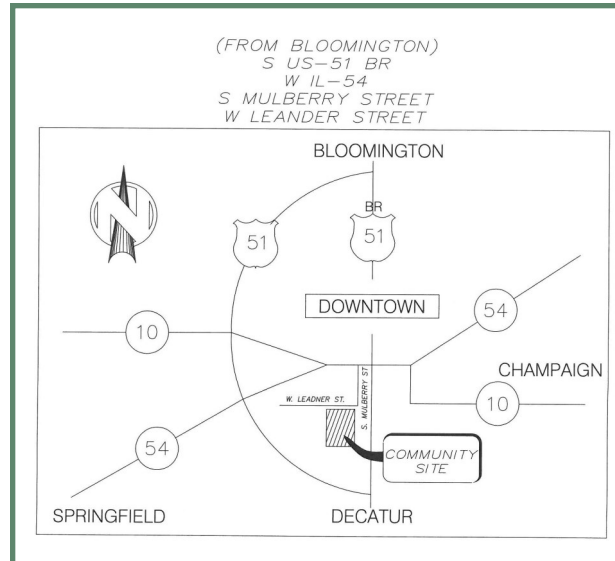 (FROM BLOOMINGTON)
S US-51 BR
W IL-54
S MULBERRY STREET
W LEANDER STREET
BLOOMINGTON
N
BR
51
51
DOWNTOWN
54
10
CHAMPAIGN
S. MULBERRY ST.
W. LEADNER ST.
10
COMMUNITY
SITE
54
SPRINGFIELD
DECATUR